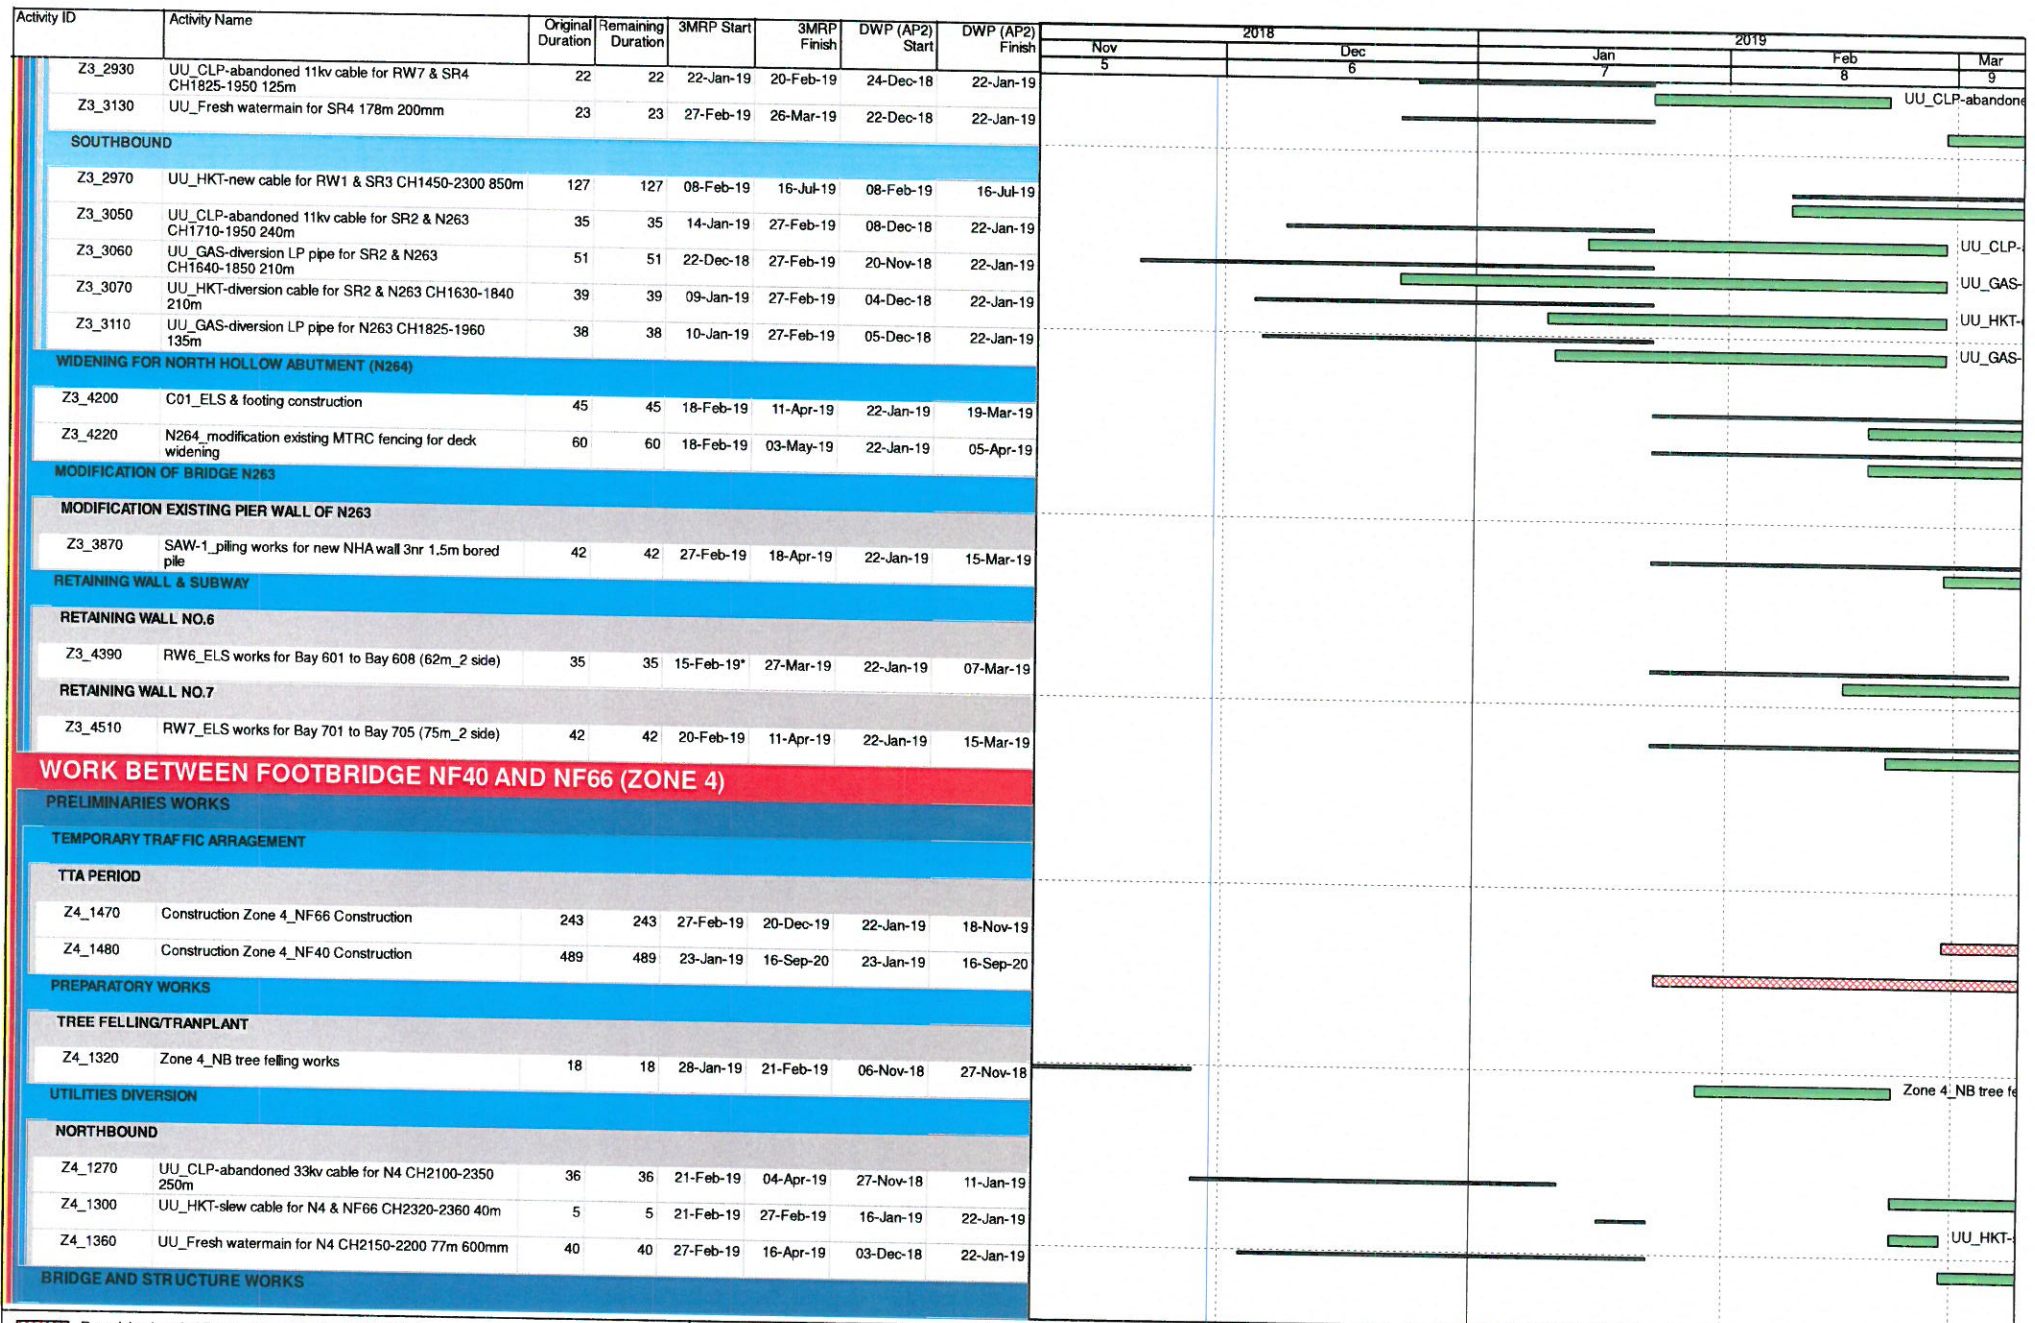 Activity ID Activity Name Original Duration Remaining Duration 3MRP Start 3MRP Finish DWP (AP2) Start DWP (AP2) Finish
2018 2019
Nov Dec Jan Feb Mar
5 6 7 8 9
Z3_2930 UU_CLP-abandoned 11kv cable for RW7 & SR4 CH1825-1950 125m 22 22 22-Jan-19 20-Feb-19 24-Dec-18 22-Jan-19
UU_CLP-abandone
Z3_3130 UU_Fresh watermain for SR4 178m 200mm 23 23 27-Feb-19 26-Mar-19 22-Dec-18 22-Jan-19
SOUTHBOUND
Z3_2970 UU_HKT-new cable for RW1 & SR3 CH1450-2300 850m 127 127 08-Feb-19 16-Jul-19 08-Feb-19 16-Jul-19
Z3_3050 UU_CLP-abandoned 11kv cable for SR2 & N263 CH1710-1950 240m 35 35 14-Jan-19 27-Feb-19 08-Dec-18 22-Jan-19
UU_CLP-
Z3_3060 UU_GAS-diversion LP pipe for SR2 & N263 CH1640-1850 210m 51 51 22-Dec-18 27-Feb-19 20-Nov-18 22-Jan-19
UU_GAS-
Z3_3070 UU_HKT-diversion cable for SR2 & N263 CH1630-1840 210m 39 39 09-Jan-19 27-Feb-19 04-Dec-18 22-Jan-19
UU_HKT-
Z3_3110 UU_GAS-diversion LP pipe for N263 CH1825-1960 135m 38 38 10-Jan-19 27-Feb-19 05-Dec-18 22-Jan-19
UU_GAS-
WIDENING FOR NORTH HOLLOW ABUTMENT (N264)
Z3_4200 C01_ELS & footing construction 45 45 18-Feb-19 11-Apr-19 22-Jan-19 19-Mar-19
Z3_4220 N264_modification existing MTRC fencing for deck widening 60 60 18-Feb-19 03-May-19 22-Jan-19 05-Apr-19
MODIFICATION OF BRIDGE N263
MODIFICATION EXISTING PIER WALL OF N263
Z3_3870 SAW-1_piling works for new NHA wall 3nr 1.5m bored pile 42 42 27-Feb-19 18-Apr-19 22-Jan-19 15-Mar-19
RETAINING WALL & SUBWAY
RETAINING WALL NO.6
Z3_4390 RW6_ELS works for Bay 601 to Bay 608 (62m_2 side) 35 35 15-Feb-19* 27-Mar-19 22-Jan-19 07-Mar-19
RETAINING WALL NO.7
Z3_4510 RW7_ELS works for Bay 701 to Bay 705 (75m_2 side) 42 42 20-Feb-19 11-Apr-19 22-Jan-19 15-Mar-19
WORK BETWEEN FOOTBRIDGE NF40 AND NF66 (ZONE 4)
PRELIMINARIES WORKS
TEMPORARY TRAFFIC ARRAGEMENT
TTA PERIOD
Z4_1470 Construction Zone 4_NF66 Construction 243 243 27-Feb-19 20-Dec-19 22-Jan-19 18-Nov-19
Z4_1480 Construction Zone 4_NF40 Construction 489 489 23-Jan-19 16-Sep-20 23-Jan-19 16-Sep-20
PREPARATORY WORKS
TREE FELLING/TRANPLANT
Z4_1320 Zone 4_NB tree felling works 18 18 28-Jan-19 21-Feb-19 06-Nov-18 27-Nov-18
Zone 4_NB tree fe
UTILITIES DIVERSION
NORTHBOUND
Z4_1270 UU_CLP-abandoned 33kv cable for N4 CH2100-2350 250m 36 36 21-Feb-19 04-Apr-19 27-Nov-18 11-Jan-19
Z4_1300 UU_HKT-slew cable for N4 & NF66 CH2320-2360 40m 5 5 21-Feb-19 27-Feb-19 16-Jan-19 22-Jan-19
UU_HKT-
Z4_1360 UU_Fresh watermain for N4 CH2150-2200 77m 600mm 40 40 27-Feb-19 16-Apr-19 03-Dec-18 22-Jan-19
BRIDGE AND STRUCTURE WORKS